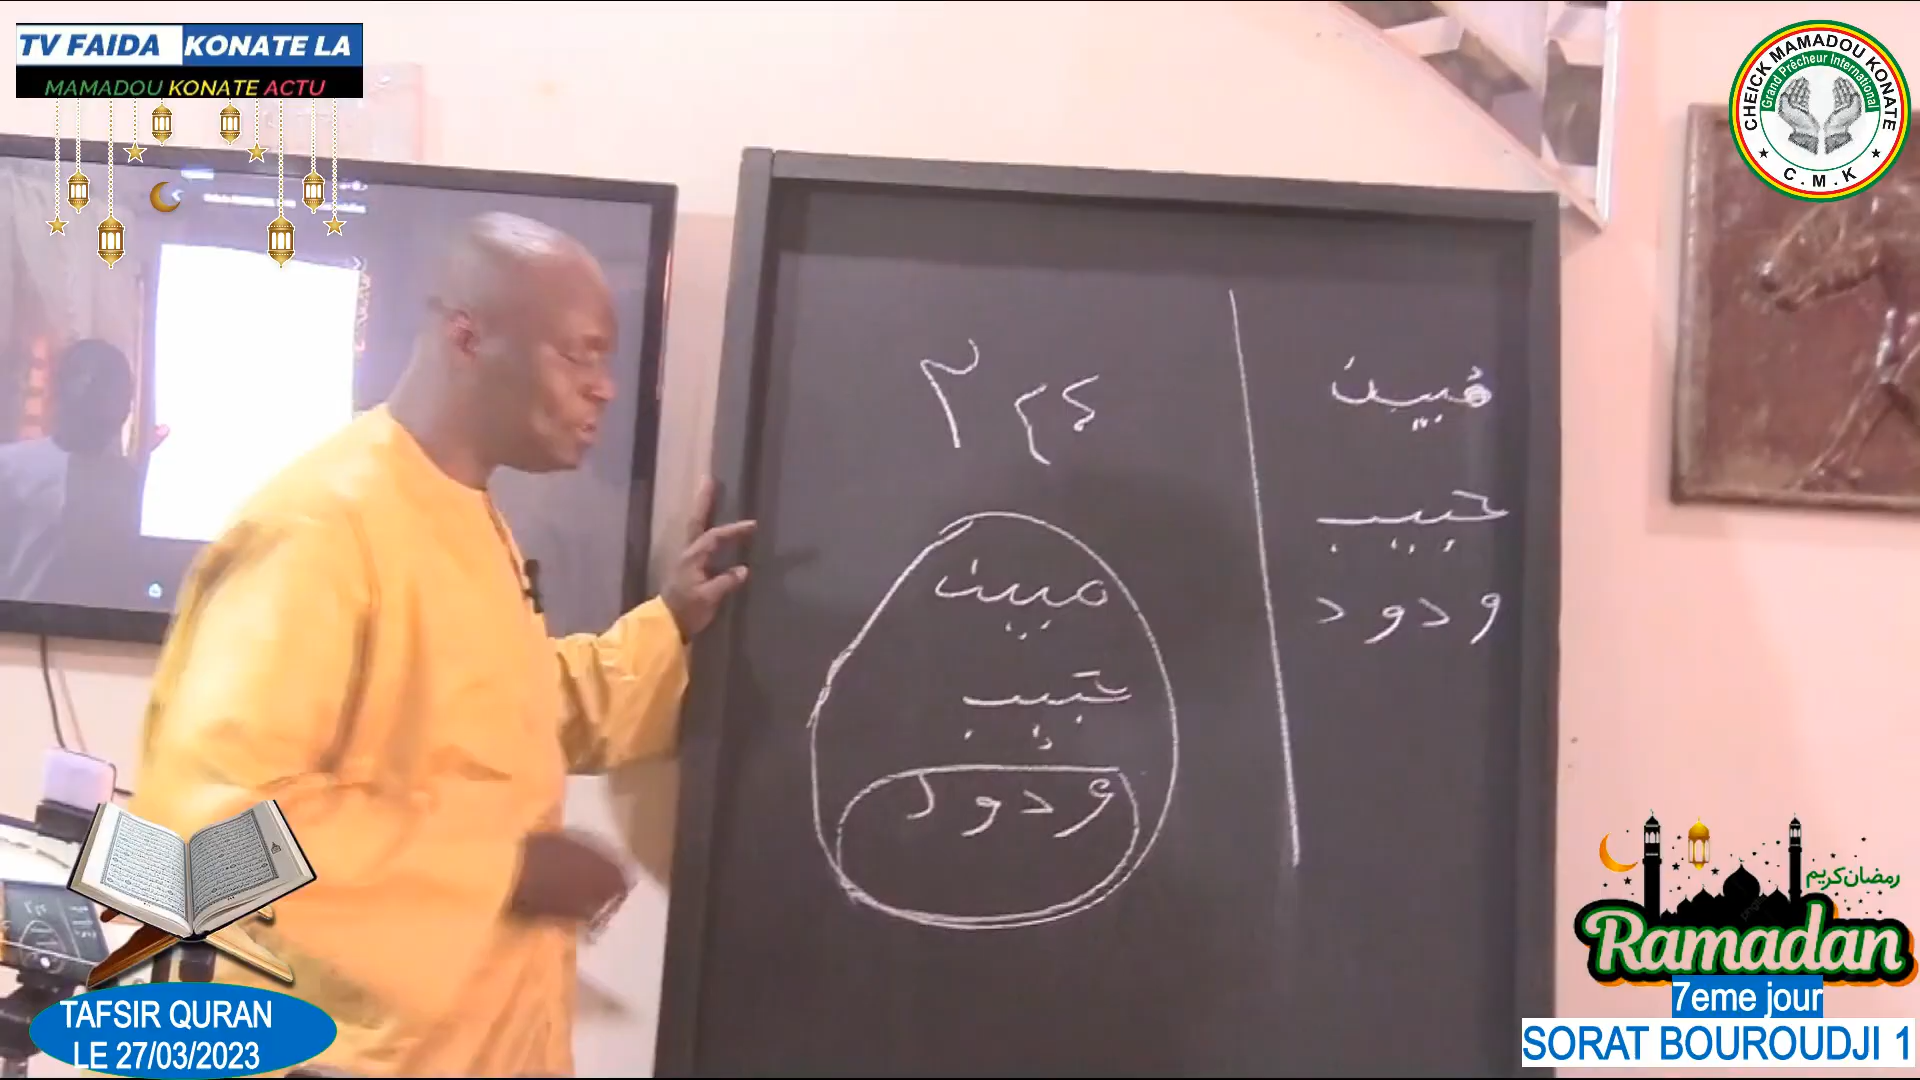 TV FAIDA KONATE LA
MAMADOU KONATE ACTU
CHEICK MAMADOU KONATE
Grand Prêcheur International
C . M . K
٢٢٤
مبين
حبيب
ودود
مبين
حبيب
ودود
رمضان كريم
Ramadan
7eme jour
SORAT BOUROUDJI 1
TAFSIR QURAN
LE 27/03/2023